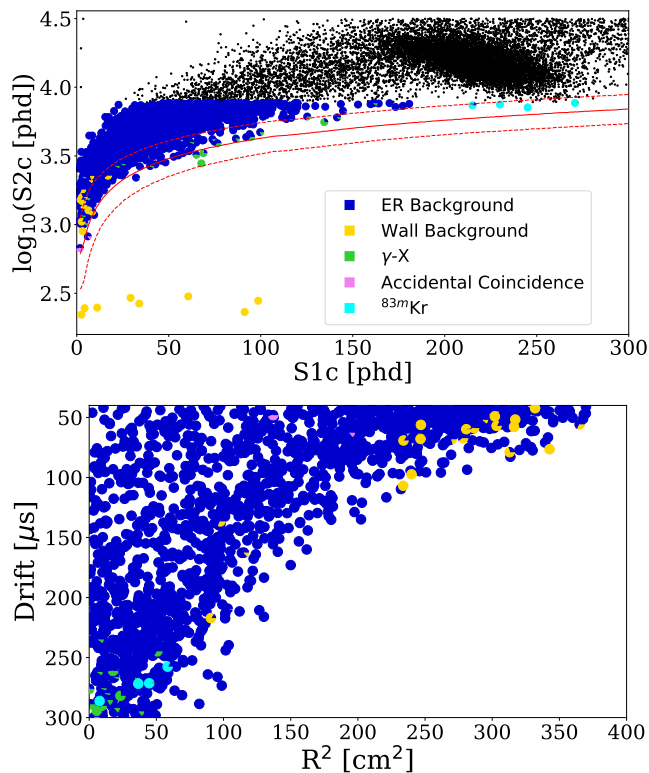 4.5
4.0
3.5
3.0
2.5
log₁₀(S2c [phd])
ER Background
Wall Background
γ-X
Accidental Coincidence
⁸³ᵐKr
0 50 100 150 200 250 300
S1c [phd]
50
100
150
200
250
300
Drift [μs]
0 50 100 150 200 250 300 350 400
R² [cm²]